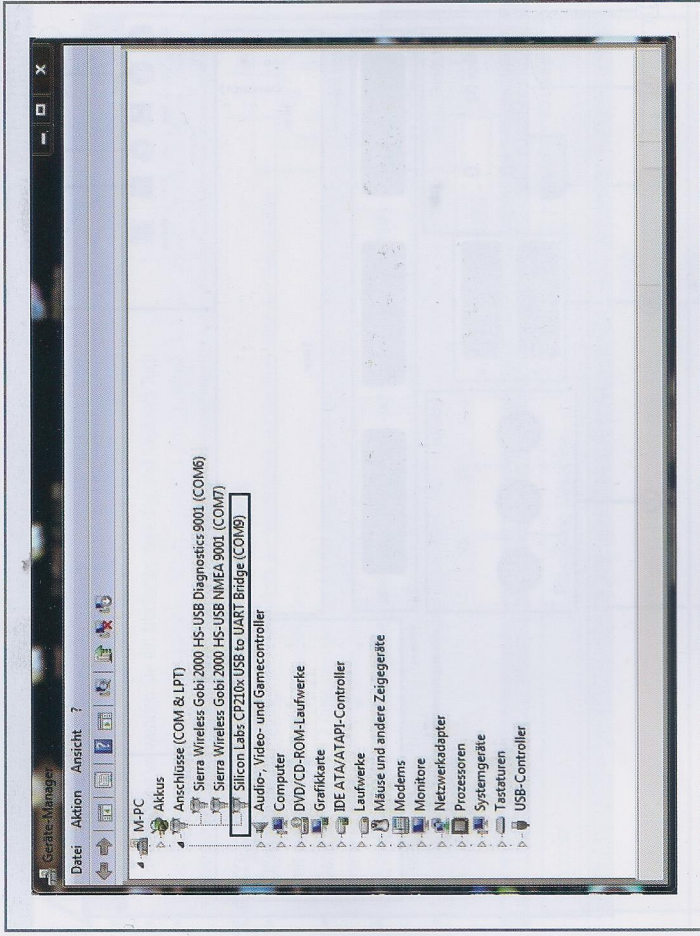 Geräte-Manager
Datei Aktion Ansicht ?
M-PC
Akkus
Anschlüsse (COM & LPT)
Sierra Wireless Gobi 2000 HS-USB Diagnostics 9001 (COM6)
Sierra Wireless Gobi 2000 HS-USB NMEA 9001 (COM7)
Silicon Labs CP210x USB to UART Bridge (COM9)
Audio-, Video- und Gamecontroller
Computer
DVD/CD-ROM-Laufwerke
Grafikkarte
IDE ATA/ATAPI-Controller
Laufwerke
Mäuse und andere Zeigegeräte
Modems
Monitore
Netzwerkadapter
Prozessoren
Systemgeräte
Tastaturen
USB-Controller